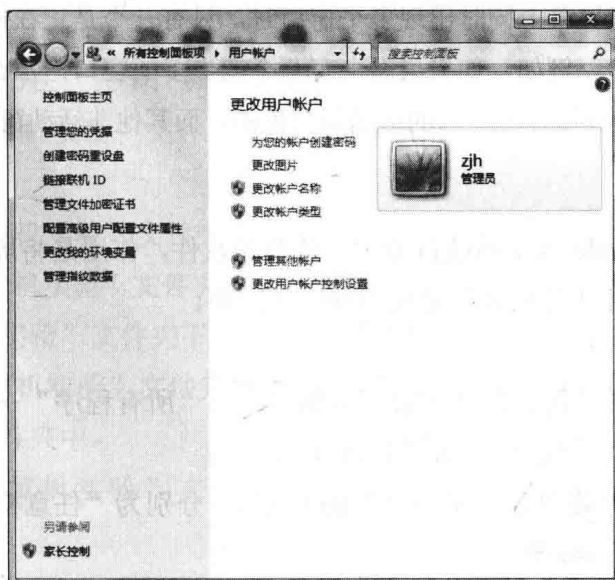 « 所有控制面板项 ▸ 用户帐户
搜索控制面板
控制面板主页
管理您的凭据
创建密码重设盘
链接联机 ID
管理文件加密证书
配置高级用户配置文件属性
更改我的环境变量
管理指纹数据
另请参阅
家长控制
更改用户帐户
为您的帐户创建密码
更改图片
更改帐户名称
更改帐户类型
管理其他帐户
更改用户帐户控制设置
zjh
管理员